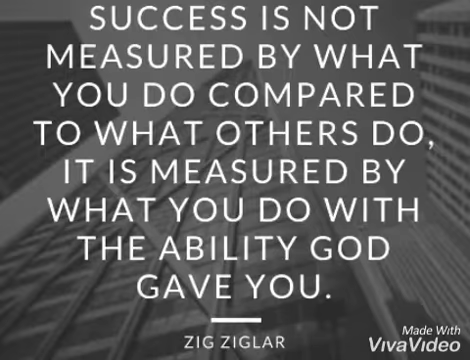 SUCCESS IS NOT
MEASURED BY WHAT
YOU DO COMPARED
TO WHAT OTHERS DO,
IT IS MEASURED BY
WHAT YOU DO WITH
THE ABILITY GOD
GAVE YOU.
ZIG ZIGLAR
Made With
VivaVideo